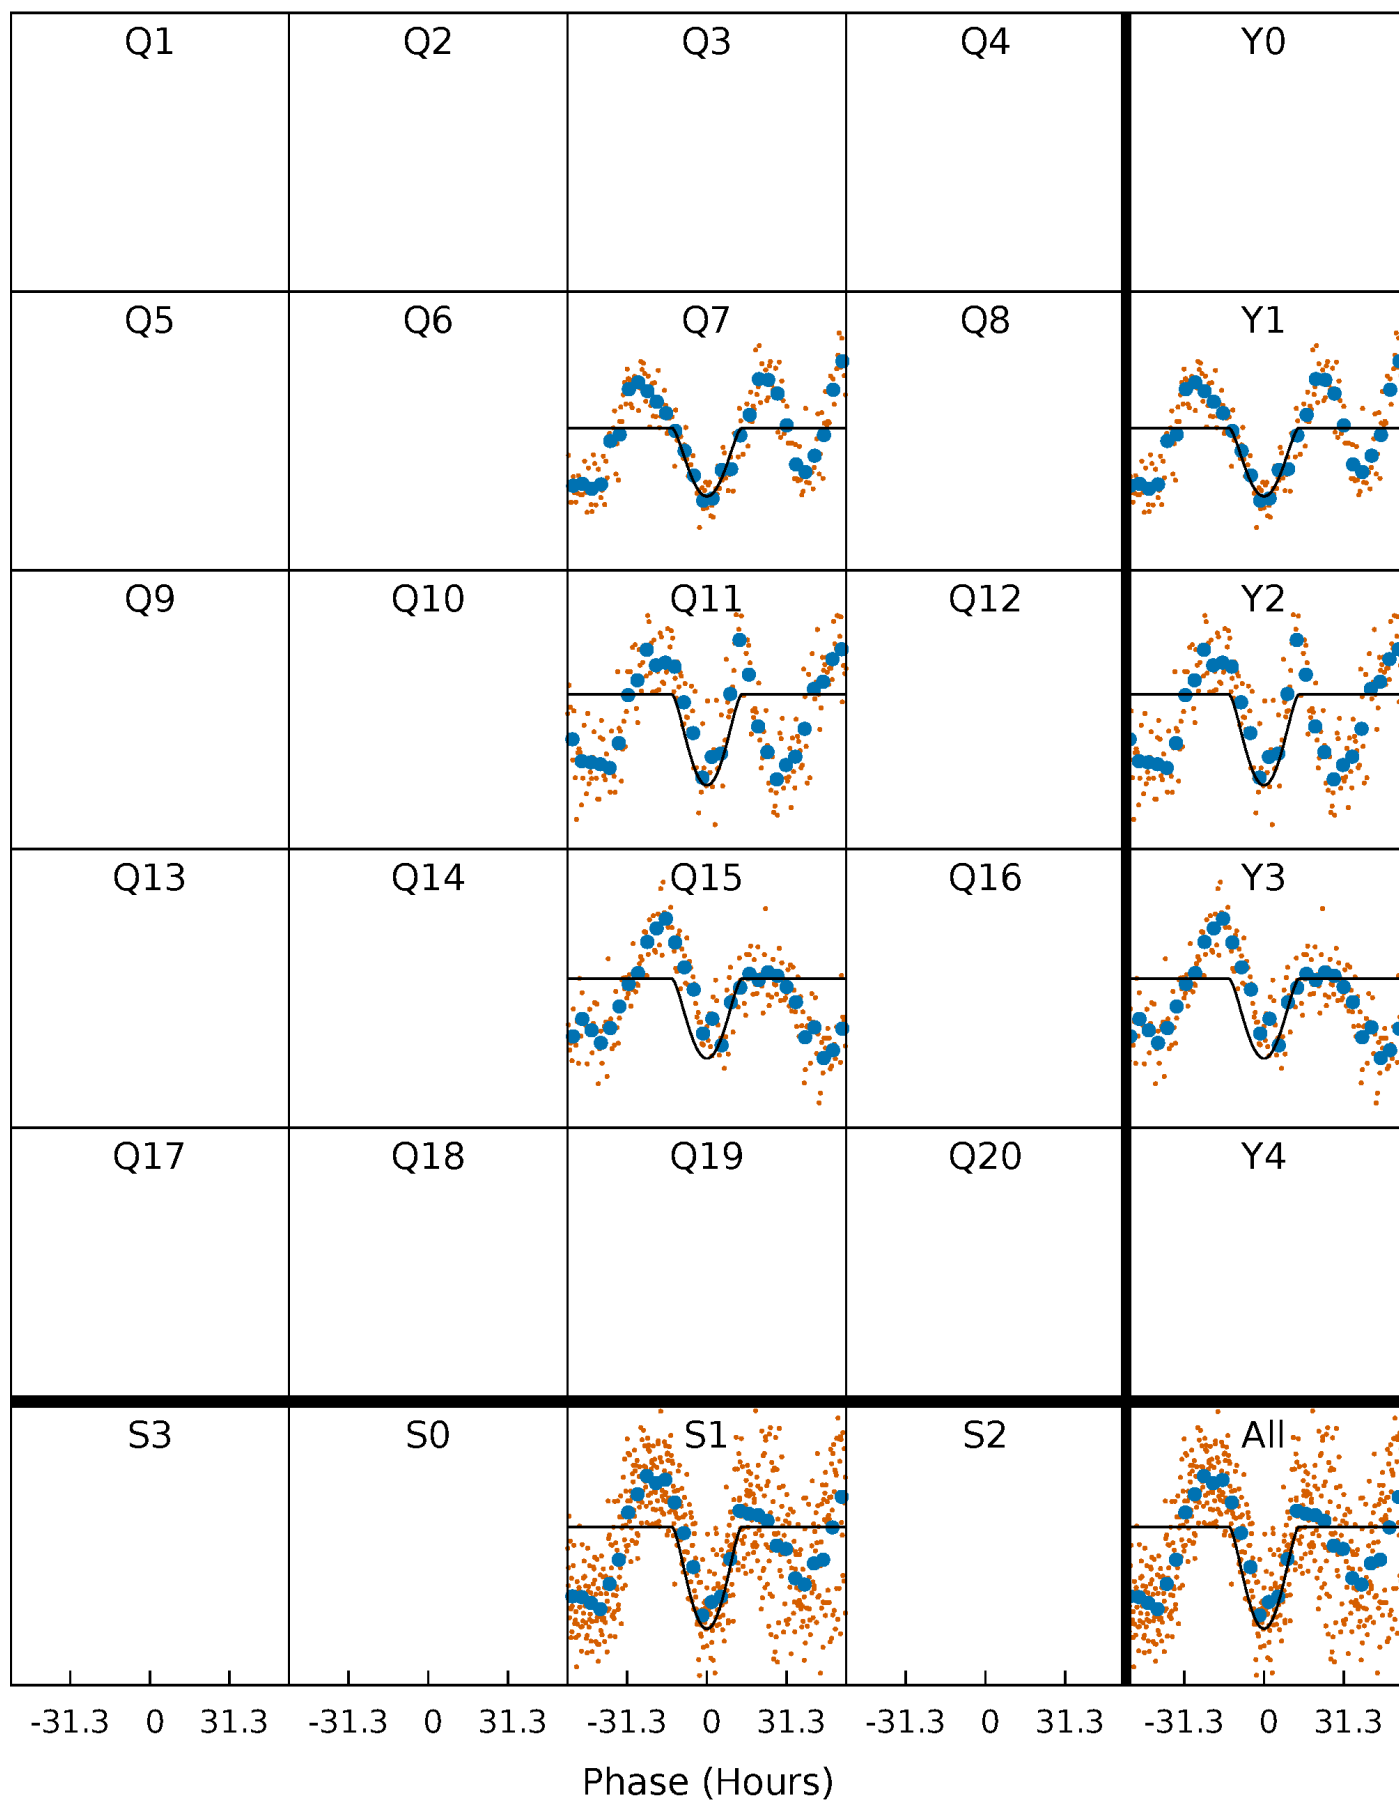 Q1 Q2 Q3 Q4 Y0
Q5 Q6 Q7 Q8 Y1
Q9 Q10 Q11 Q12 Y2
Q13 Q14 Q15 Q16 Y3
Q17 Q18 Q19 Q20 Y4
S3 S0 S1 S2 All
-31.3 0 31.3 -31.3 0 31.3 -31.3 0 31.3 -31.3 0 31.3 -31.3 0 31.3
Phase (Hours)